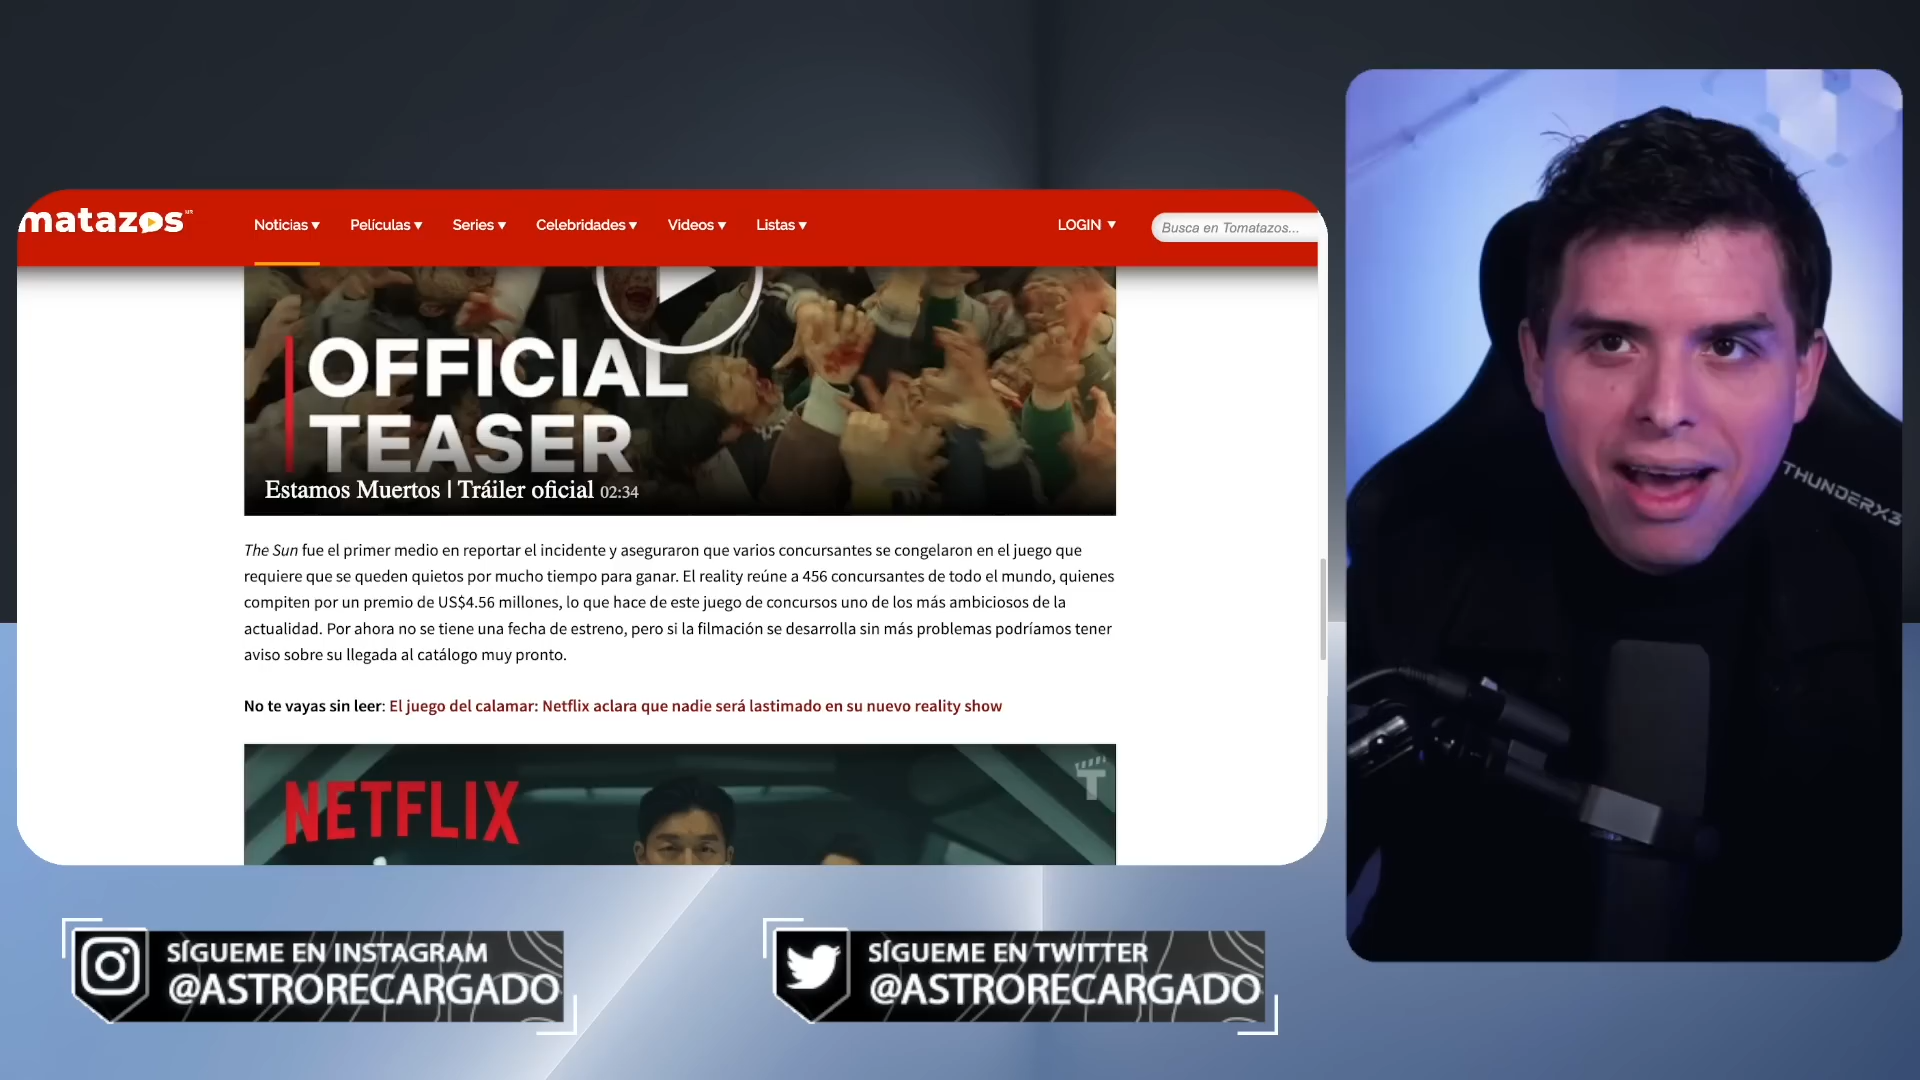 matazos MR
Noticias ▾ Películas ▾ Series ▾ Celebridades ▾ Videos ▾ Listas ▾ LOGIN ▾ Busca en Tomatazos...
OFFICIAL
TEASER
Estamos Muertos | Tráiler oficial 02:34
The Sun fue el primer medio en reportar el incidente y aseguraron que varios concursantes se congelaron en el juego que
requiere que se queden quietos por mucho tiempo para ganar. El reality reúne a 456 concursantes de todo el mundo, quienes
compiten por un premio de US$4.56 millones, lo que hace de este juego de concursos uno de los más ambiciosos de la
actualidad. Por ahora no se tiene una fecha de estreno, pero si la filmación se desarrolla sin más problemas podríamos tener
aviso sobre su llegada al catálogo muy pronto.
No te vayas sin leer: El juego del calamar: Netflix aclara que nadie será lastimado en su nuevo reality show
NETFLIX
T
THUNDERX3
SÍGUEME EN INSTAGRAM
@ASTRORECARGADO
SÍGUEME EN TWITTER
@ASTRORECARGADO